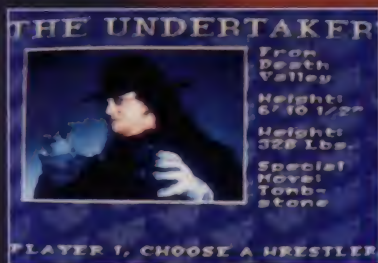 THE UNDERTAKER
From
Death
Valley
Height:
6' 10 1/2"
Weight:
328 Lbs.
Special
Move:
Tomb-
stone
PLAYER 1, CHOOSE A WRESTLER